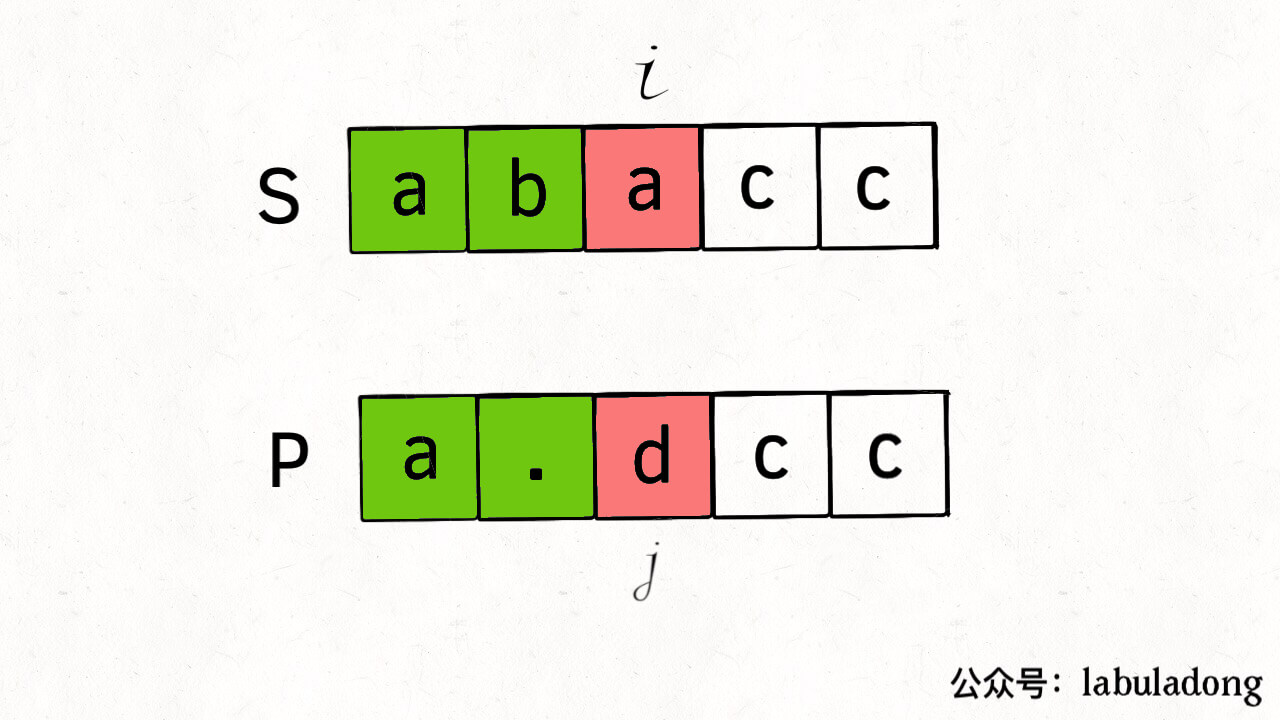 i
S a b a c c
P a . d c c
j
公众号：labuladong